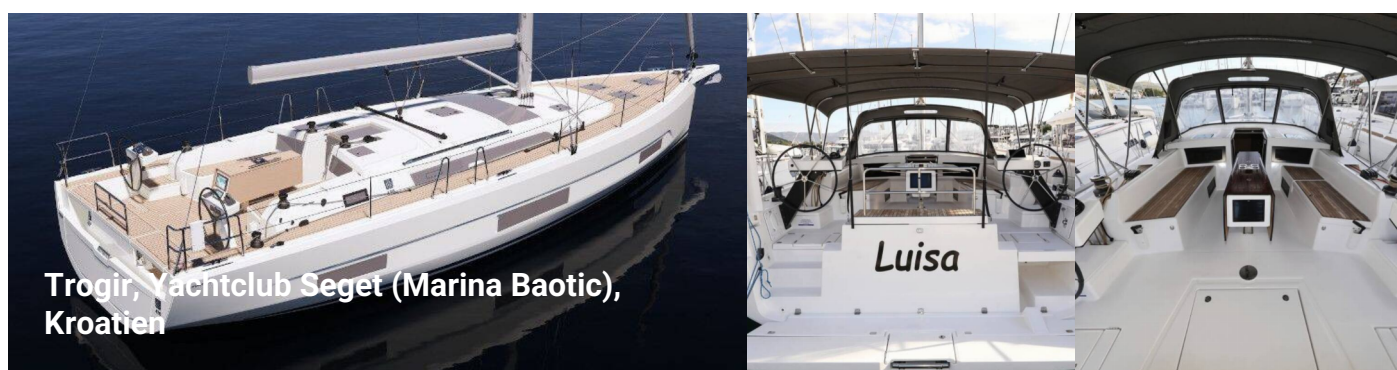 Trogir, Yachtclub Seget (Marina Baotic),
Kroatien
Luisa